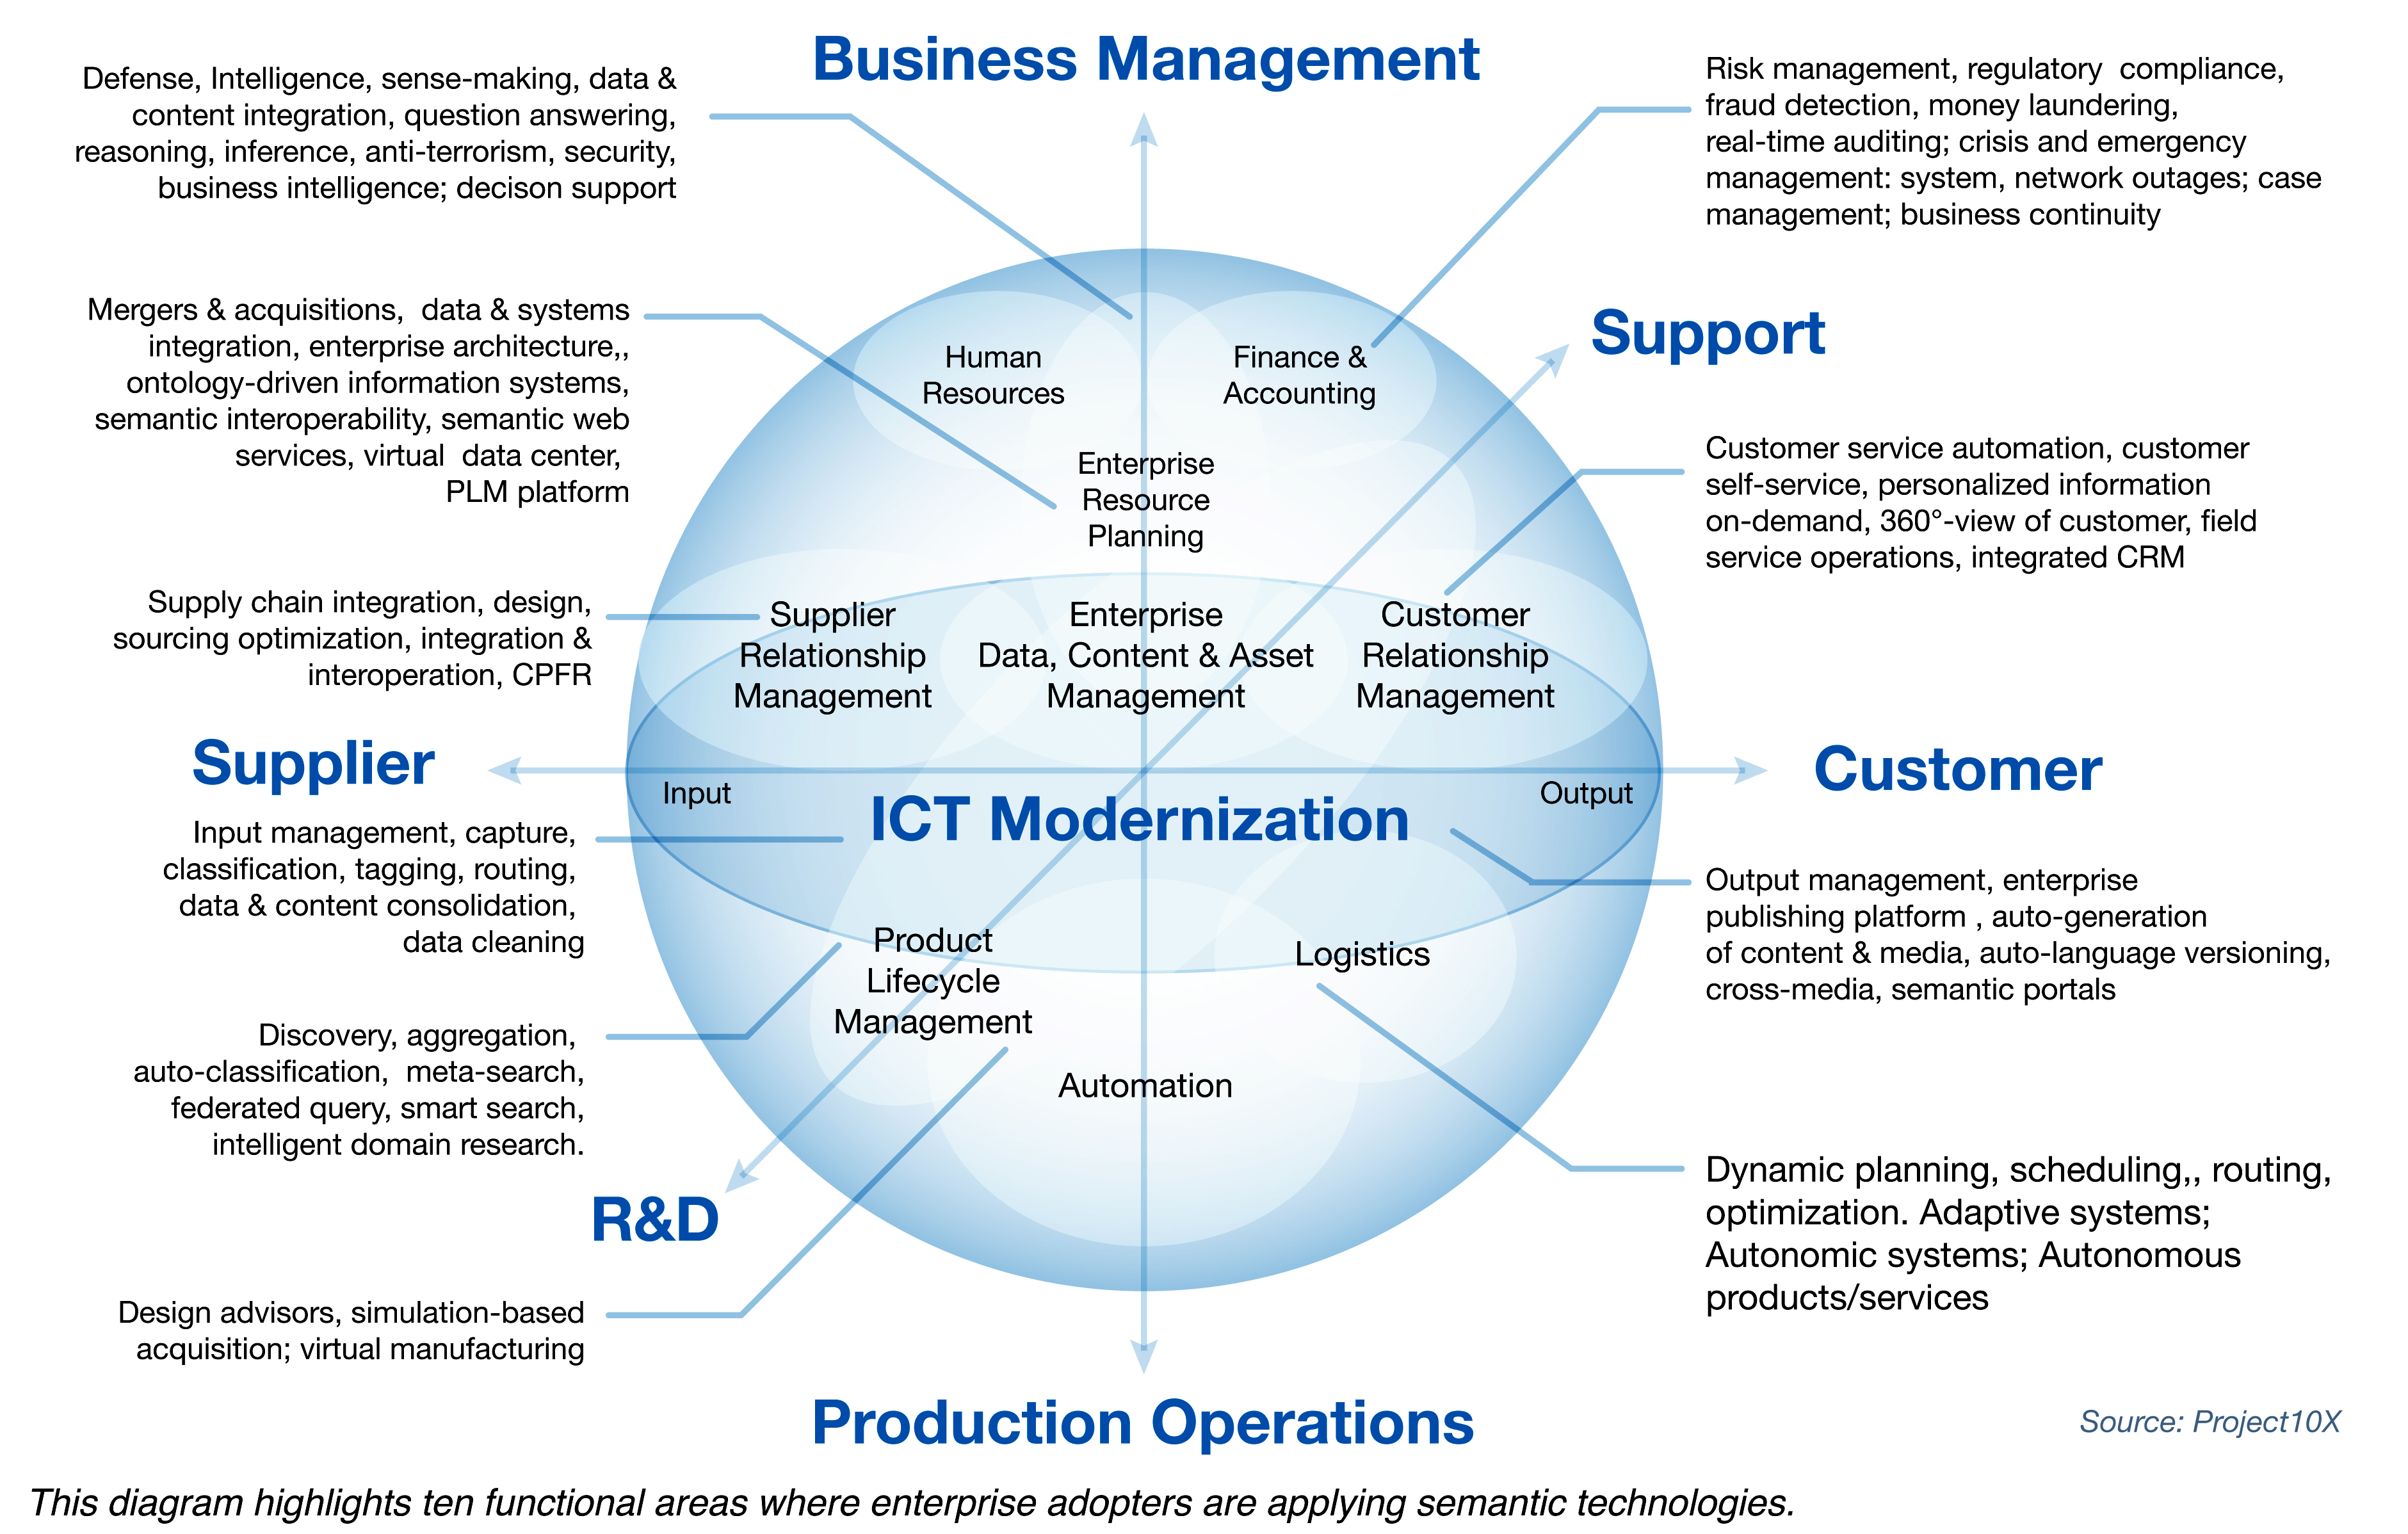 Business Management
Defense, Intelligence, sense-making, data &
content integration, question answering,
reasoning, inference, anti-terrorism, security,
business intelligence; decison support
Risk management, regulatory  compliance,
fraud detection, money laundering,
real-time auditing; crisis and emergency
management: system, network outages; case
management; business continuity
Mergers & acquisitions,  data & systems
integration, enterprise architecture,,
ontology-driven information systems,
semantic interoperability, semantic web
services, virtual  data center,
PLM platform
Support
Human
Resources
Finance &
Accounting
Enterprise
Resource
Planning
Customer service automation, customer
self-service, personalized information
on-demand, 360°-view of customer, field
service operations, integrated CRM
Supply chain integration, design,
sourcing optimization, integration &
interoperation, CPFR
Supplier
Relationship
Management
Enterprise
Data, Content & Asset
Management
Customer
Relationship
Management
Supplier
Customer
Input
Output
ICT Modernization
Input management, capture,
classification, tagging, routing,
data & content consolidation,
data cleaning
Output management, enterprise
publishing platform , auto-generation
of content & media, auto-language versioning,
cross-media, semantic portals
Product
Lifecycle
Management
Logistics
Automation
Discovery, aggregation,
auto-classification,  meta-search,
federated query, smart search,
intelligent domain research.
R&D
Dynamic planning, scheduling,, routing,
optimization. Adaptive systems;
Autonomic systems; Autonomous
products/services
Design advisors, simulation-based
acquisition; virtual manufacturing
Production Operations
Source: Project10X
This diagram highlights ten functional areas where enterprise adopters are applying semantic technologies.